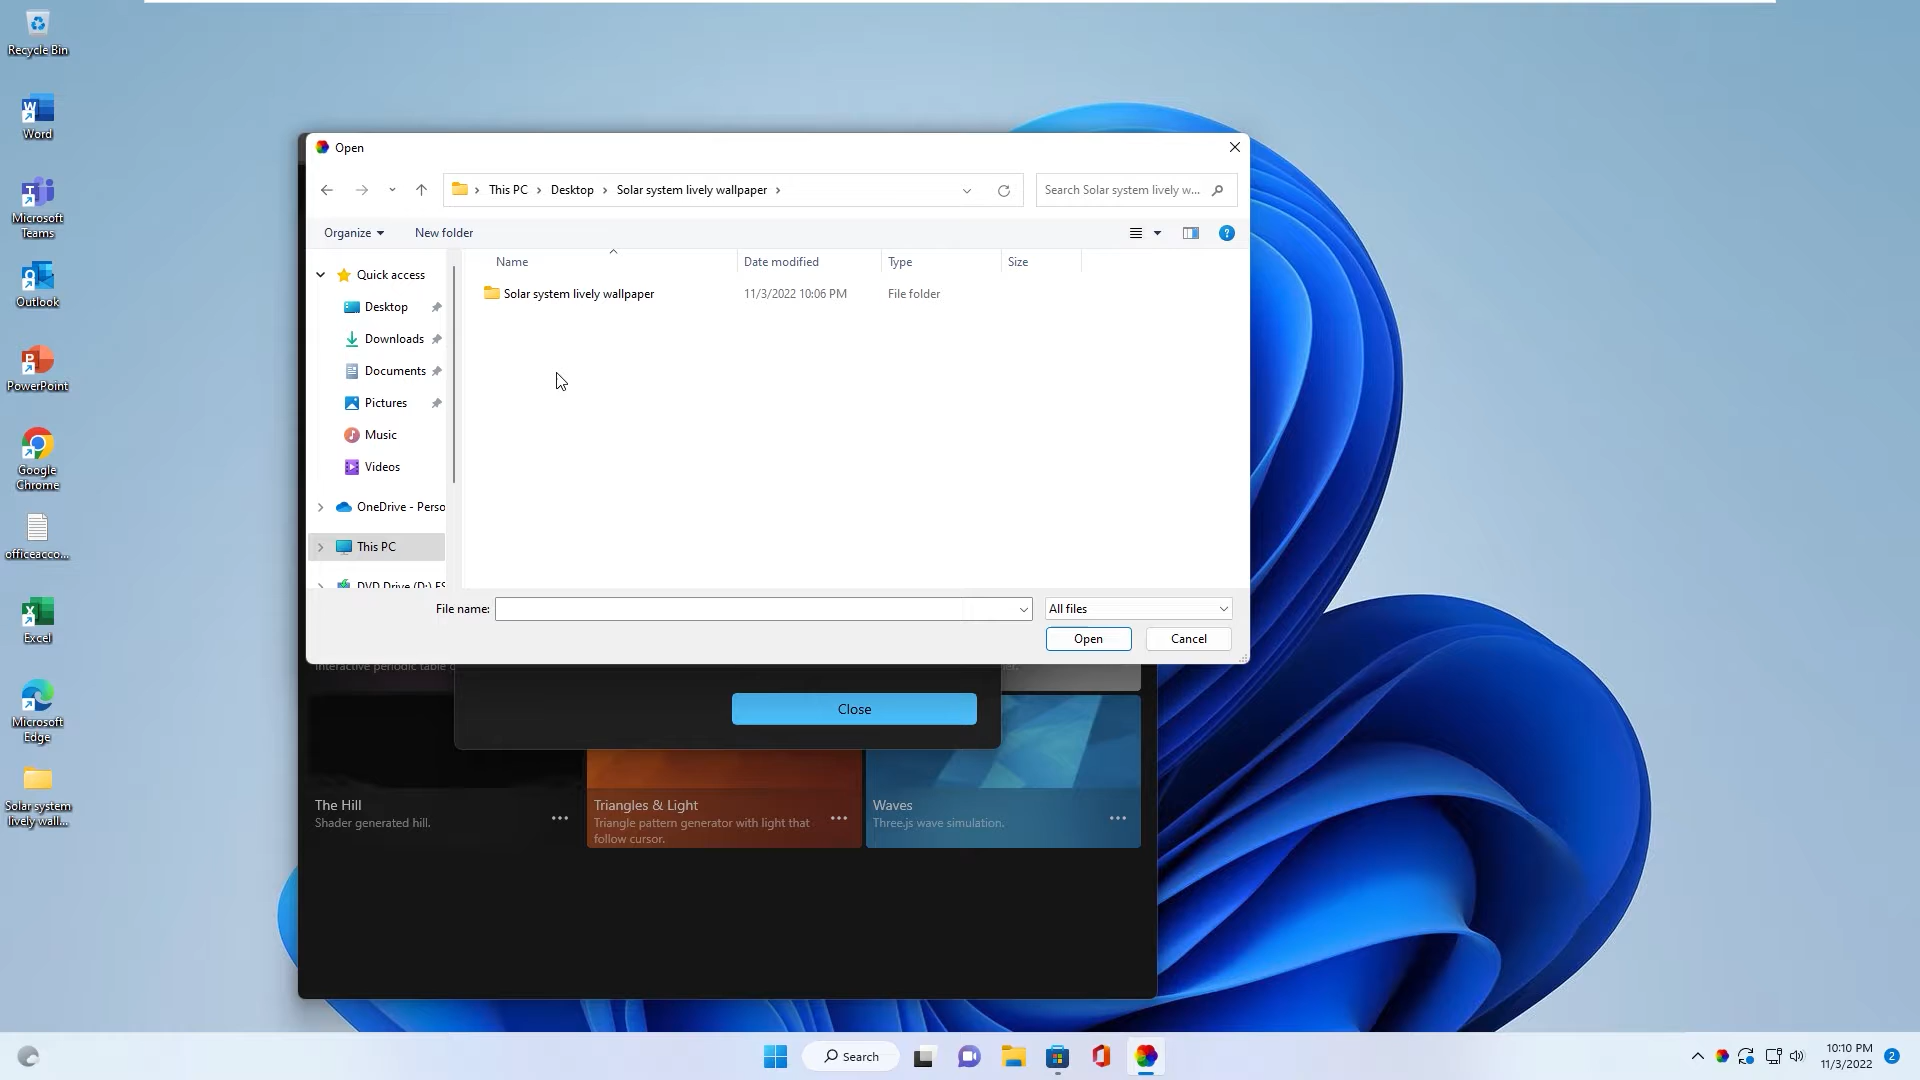 Recycle Bin
Word
Microsoft
Teams
Outlook
PowerPoint
Google
Chrome
officeacco...
Excel
Microsoft
Edge
Solar system
lively wall...
Open
This PC
Desktop
Solar system lively wallpaper
Search Solar system lively w...
Organize
New folder
Name
Date modified
Type
Size
Solar system lively wallpaper
11/3/2022 10:06 PM
File folder
Quick access
Desktop
Downloads
Documents
Pictures
Music
Videos
OneDrive - Perso
This PC
DVD Drive (D:) ES
File name:
All files
Open
Cancel
Interactive periodic table
Close
The Hill
Shader generated hill.
Triangles & Light
Triangle pattern generator with light that
follow cursor.
Waves
Three.js wave simulation.
Search
10:10 PM
11/3/2022
2